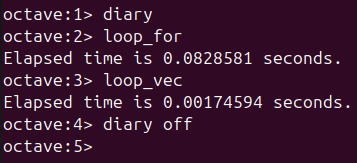 octave:1> diary
octave:2> loop_for
Elapsed time is 0.0828581 seconds.
octave:3> loop_vec
Elapsed time is 0.00174594 seconds.
octave:4> diary off
octave:5>